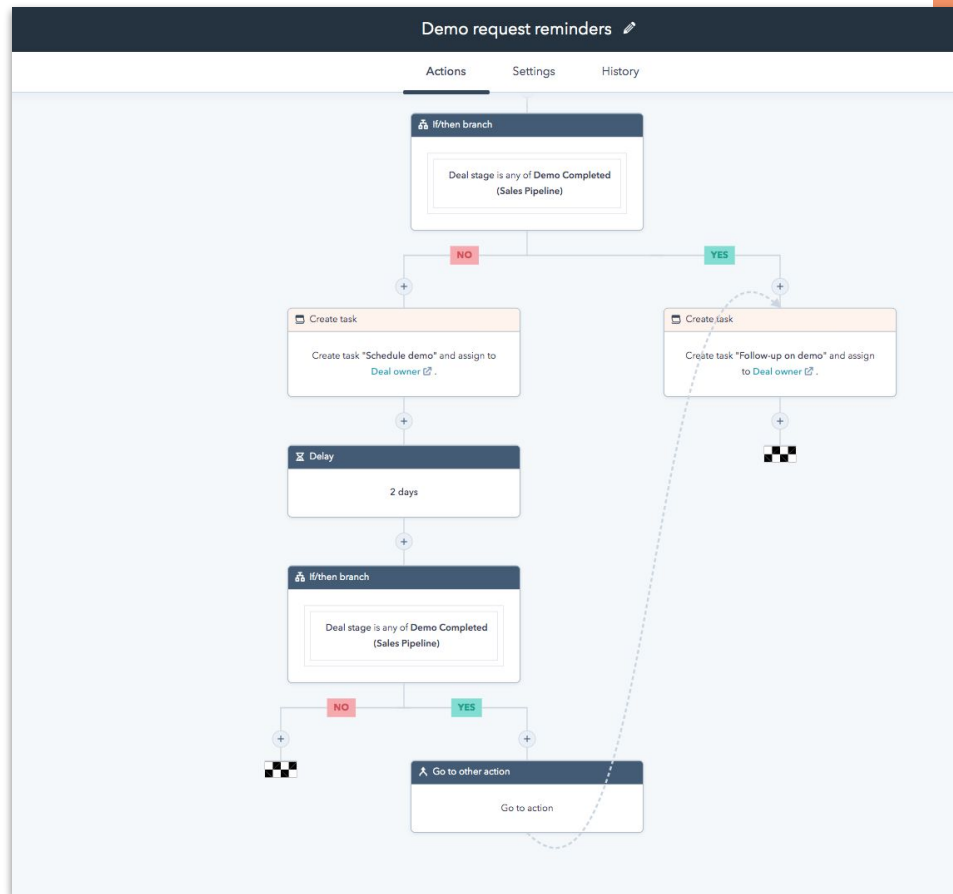 Demo request reminders
Actions Settings History
If/then branch
Deal stage is any of Demo Completed
(Sales Pipeline)
NO YES
Create task
Create task "Schedule demo" and assign to
Deal owner .
Create task
Create task "Follow-up on demo" and assign
to Deal owner .
Delay
2 days
If/then branch
Deal stage is any of Demo Completed
(Sales Pipeline)
NO YES
Go to other action
Go to action